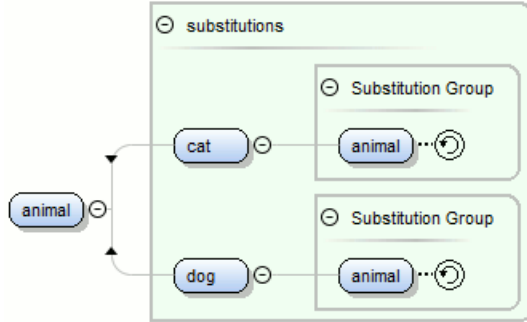 substitutions
Substitution Group
cat
animal
animal
Substitution Group
dog
animal